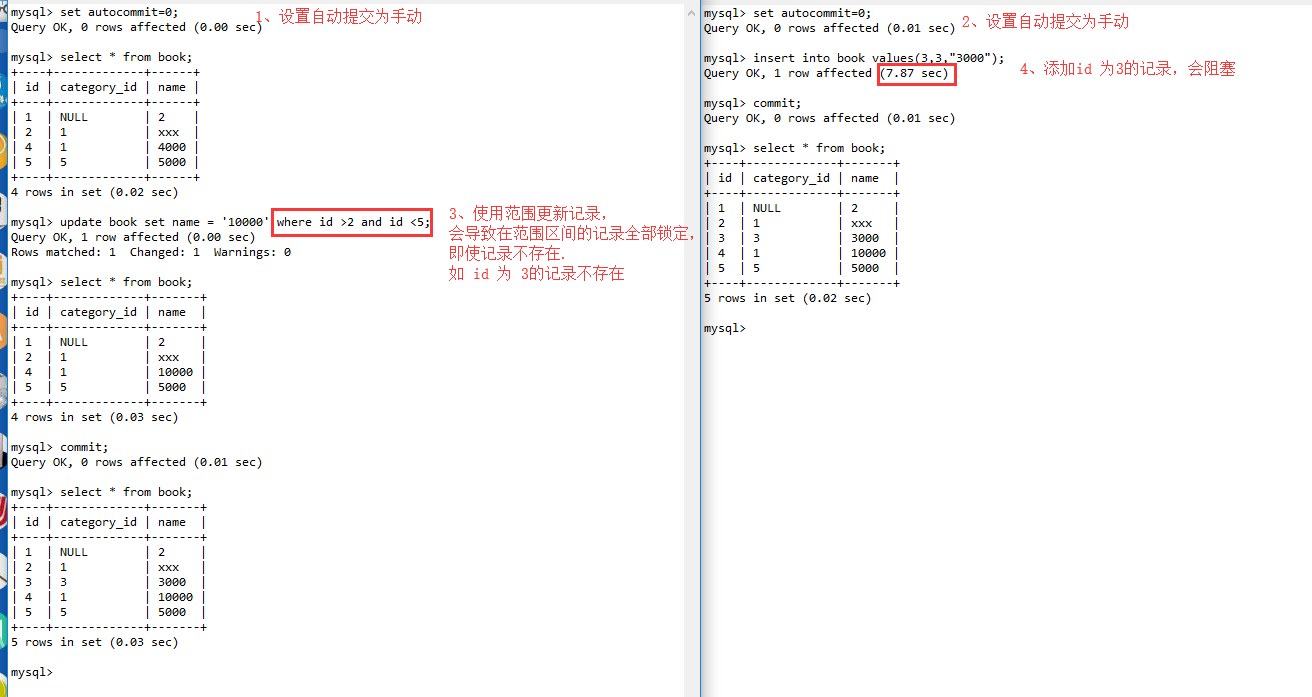 mysql> set autocommit=0;
1、设置自动提交为手动
Query OK, 0 rows affected (0.00 sec)
mysql> select * from book;
+----+-------------+------+
| id | category_id | name |
+----+-------------+------+
| 1 | NULL | 2 |
| 2 | 1 | xxx |
| 4 | 1 | 4000 |
| 5 | 5 | 5000 |
+----+-------------+------+
4 rows in set (0.02 sec)
mysql> update book set name = '10000' where id >2 and id <5;
Query OK, 1 row affected (0.00 sec)
Rows matched: 1  Changed: 1  Warnings: 0
3、使用范围更新记录，
会导致在范围区间的记录全部锁定，
即使记录不存在.
如 id 为 3的记录不存在
mysql> select * from book;
+----+-------------+-------+
| id | category_id | name |
+----+-------------+-------+
| 1 | NULL | 2 |
| 2 | 1 | xxx |
| 4 | 1 | 10000 |
| 5 | 5 | 5000 |
+----+-------------+-------+
4 rows in set (0.03 sec)
mysql> commit;
Query OK, 0 rows affected (0.01 sec)
mysql> select * from book;
+----+-------------+-------+
| id | category_id | name |
+----+-------------+-------+
| 1 | NULL | 2 |
| 2 | 1 | xxx |
| 3 | 3 | 3000 |
| 4 | 1 | 10000 |
| 5 | 5 | 5000 |
+----+-------------+-------+
5 rows in set (0.03 sec)
mysql>
mysql> set autocommit=0;
Query OK, 0 rows affected (0.01 sec)
2、设置自动提交为手动
mysql> insert into book values(3,3,"3000");
Query OK, 1 row affected (7.87 sec)
4、添加id 为3的记录，会阻塞
mysql> commit;
Query OK, 0 rows affected (0.01 sec)
mysql> select * from book;
+----+-------------+-------+
| id | category_id | name |
+----+-------------+-------+
| 1 | NULL | 2 |
| 2 | 1 | xxx |
| 3 | 3 | 3000 |
| 4 | 1 | 10000 |
| 5 | 5 | 5000 |
+----+-------------+-------+
5 rows in set (0.02 sec)
mysql>